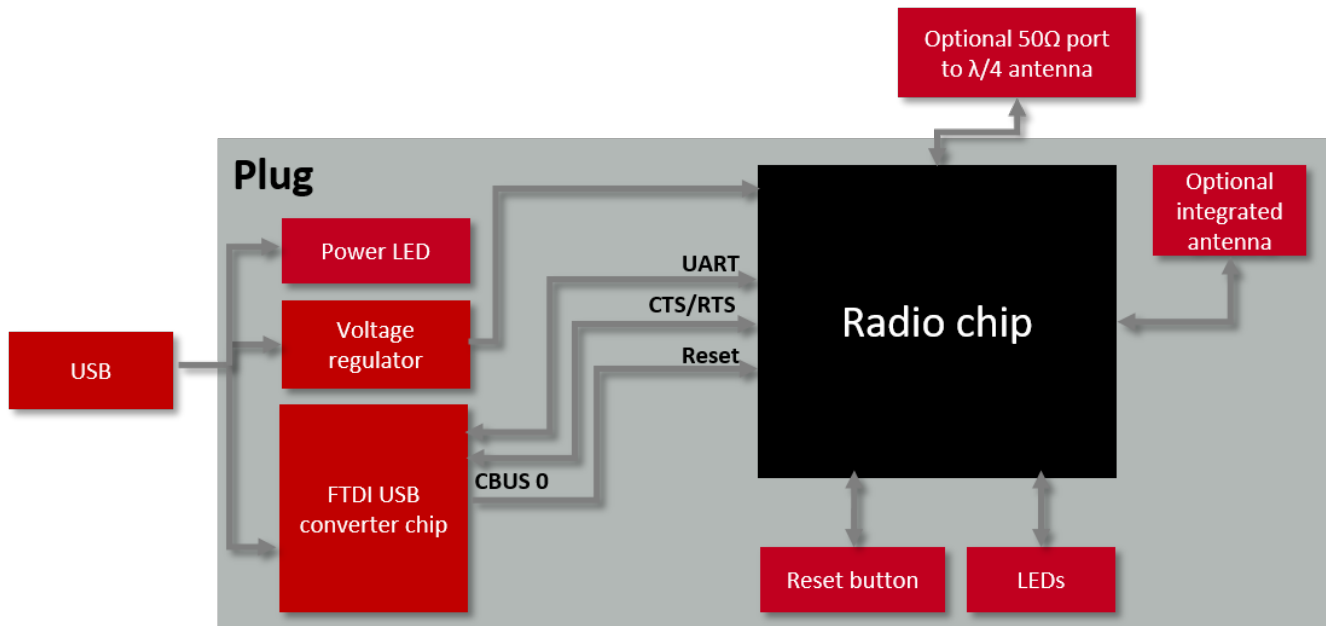 Optional 50Ω port
to λ/4 antenna
Plug
Optional
integrated
antenna
Power LED
UART
CTS/RTS
Voltage
regulator
Radio chip
Reset
USB
CBUS 0
FTDI USB
converter chip
Reset button
LEDs